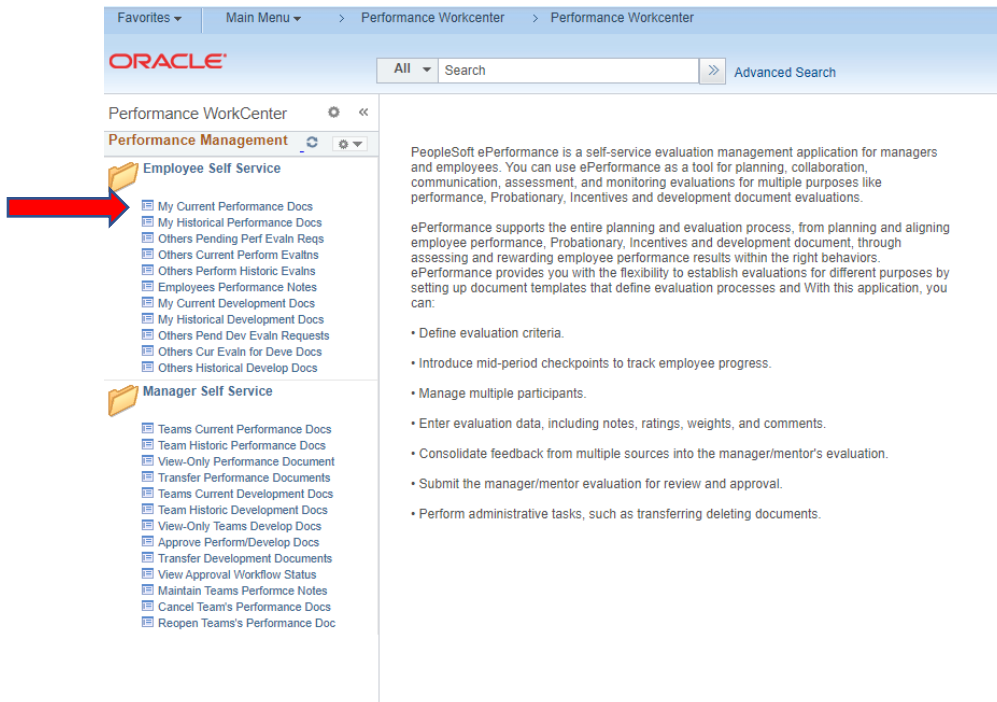 Favorites Main Menu > Performance Workcenter > Performance Workcenter
ORACLE
All Search » Advanced Search
Performance WorkCenter «
Performance Management
Employee Self Service
My Current Performance Docs
My Historical Performance Docs
Others Pending Perf Evaln Reqs
Others Current Perform Evaltns
Others Perform Historic Evalns
Employees Performance Notes
My Current Development Docs
My Historical Development Docs
Others Pend Dev Evaln Requests
Others Cur Evaln for Deve Docs
Others Historical Develop Docs
Manager Self Service
Teams Current Performance Docs
Team Historic Performance Docs
View-Only Performance Document
Transfer Performance Documents
Teams Current Development Docs
Team Historic Development Docs
View-Only Teams Develop Docs
Approve Perform/Develop Docs
Transfer Development Documents
View Approval Workflow Status
Maintain Teams Performce Notes
Cancel Team's Performance Docs
Reopen Teams's Performance Doc
PeopleSoft ePerformance is a self-service evaluation management application for managers
and employees. You can use ePerformance as a tool for planning, collaboration,
communication, assessment, and monitoring evaluations for multiple purposes like
performance, Probationary, Incentives and development document evaluations.
ePerformance supports the entire planning and evaluation process, from planning and aligning
employee performance, Probationary, Incentives and development document, through
assessing and rewarding employee performance results within the right behaviors.
ePerformance provides you with the flexibility to establish evaluations for different purposes by
setting up document templates that define evaluation processes and With this application, you
can:
• Define evaluation criteria.
• Introduce mid-period checkpoints to track employee progress.
• Manage multiple participants.
• Enter evaluation data, including notes, ratings, weights, and comments.
• Consolidate feedback from multiple sources into the manager/mentor's evaluation.
• Submit the manager/mentor evaluation for review and approval.
• Perform administrative tasks, such as transferring deleting documents.